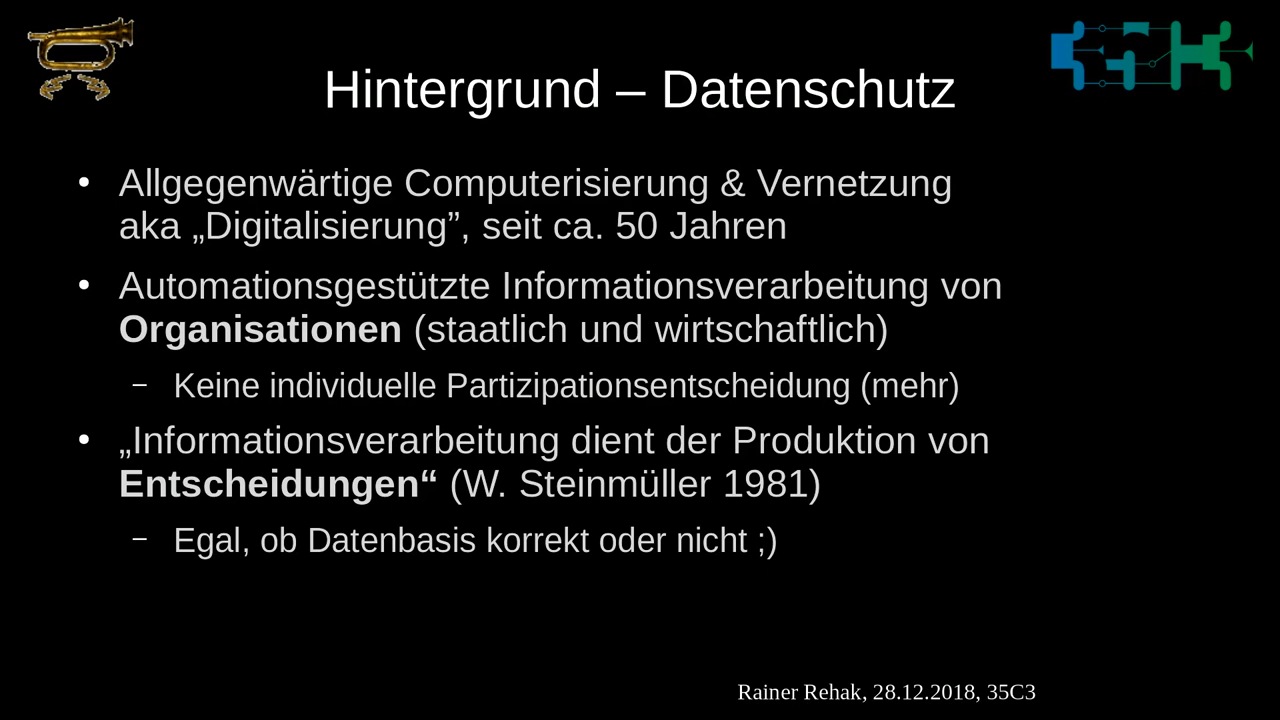 Hintergrund – Datenschutz
● Allgegenwärtige Computerisierung & Vernetzung
aka „Digitalisierung”, seit ca. 50 Jahren
● Automationsgestützte Informationsverarbeitung von
Organisationen (staatlich und wirtschaftlich)
– Keine individuelle Partizipationsentscheidung (mehr)
● „Informationsverarbeitung dient der Produktion von
Entscheidungen“ (W. Steinmüller 1981)
– Egal, ob Datenbasis korrekt oder nicht ;)
Rainer Rehak, 28.12.2018, 35C3